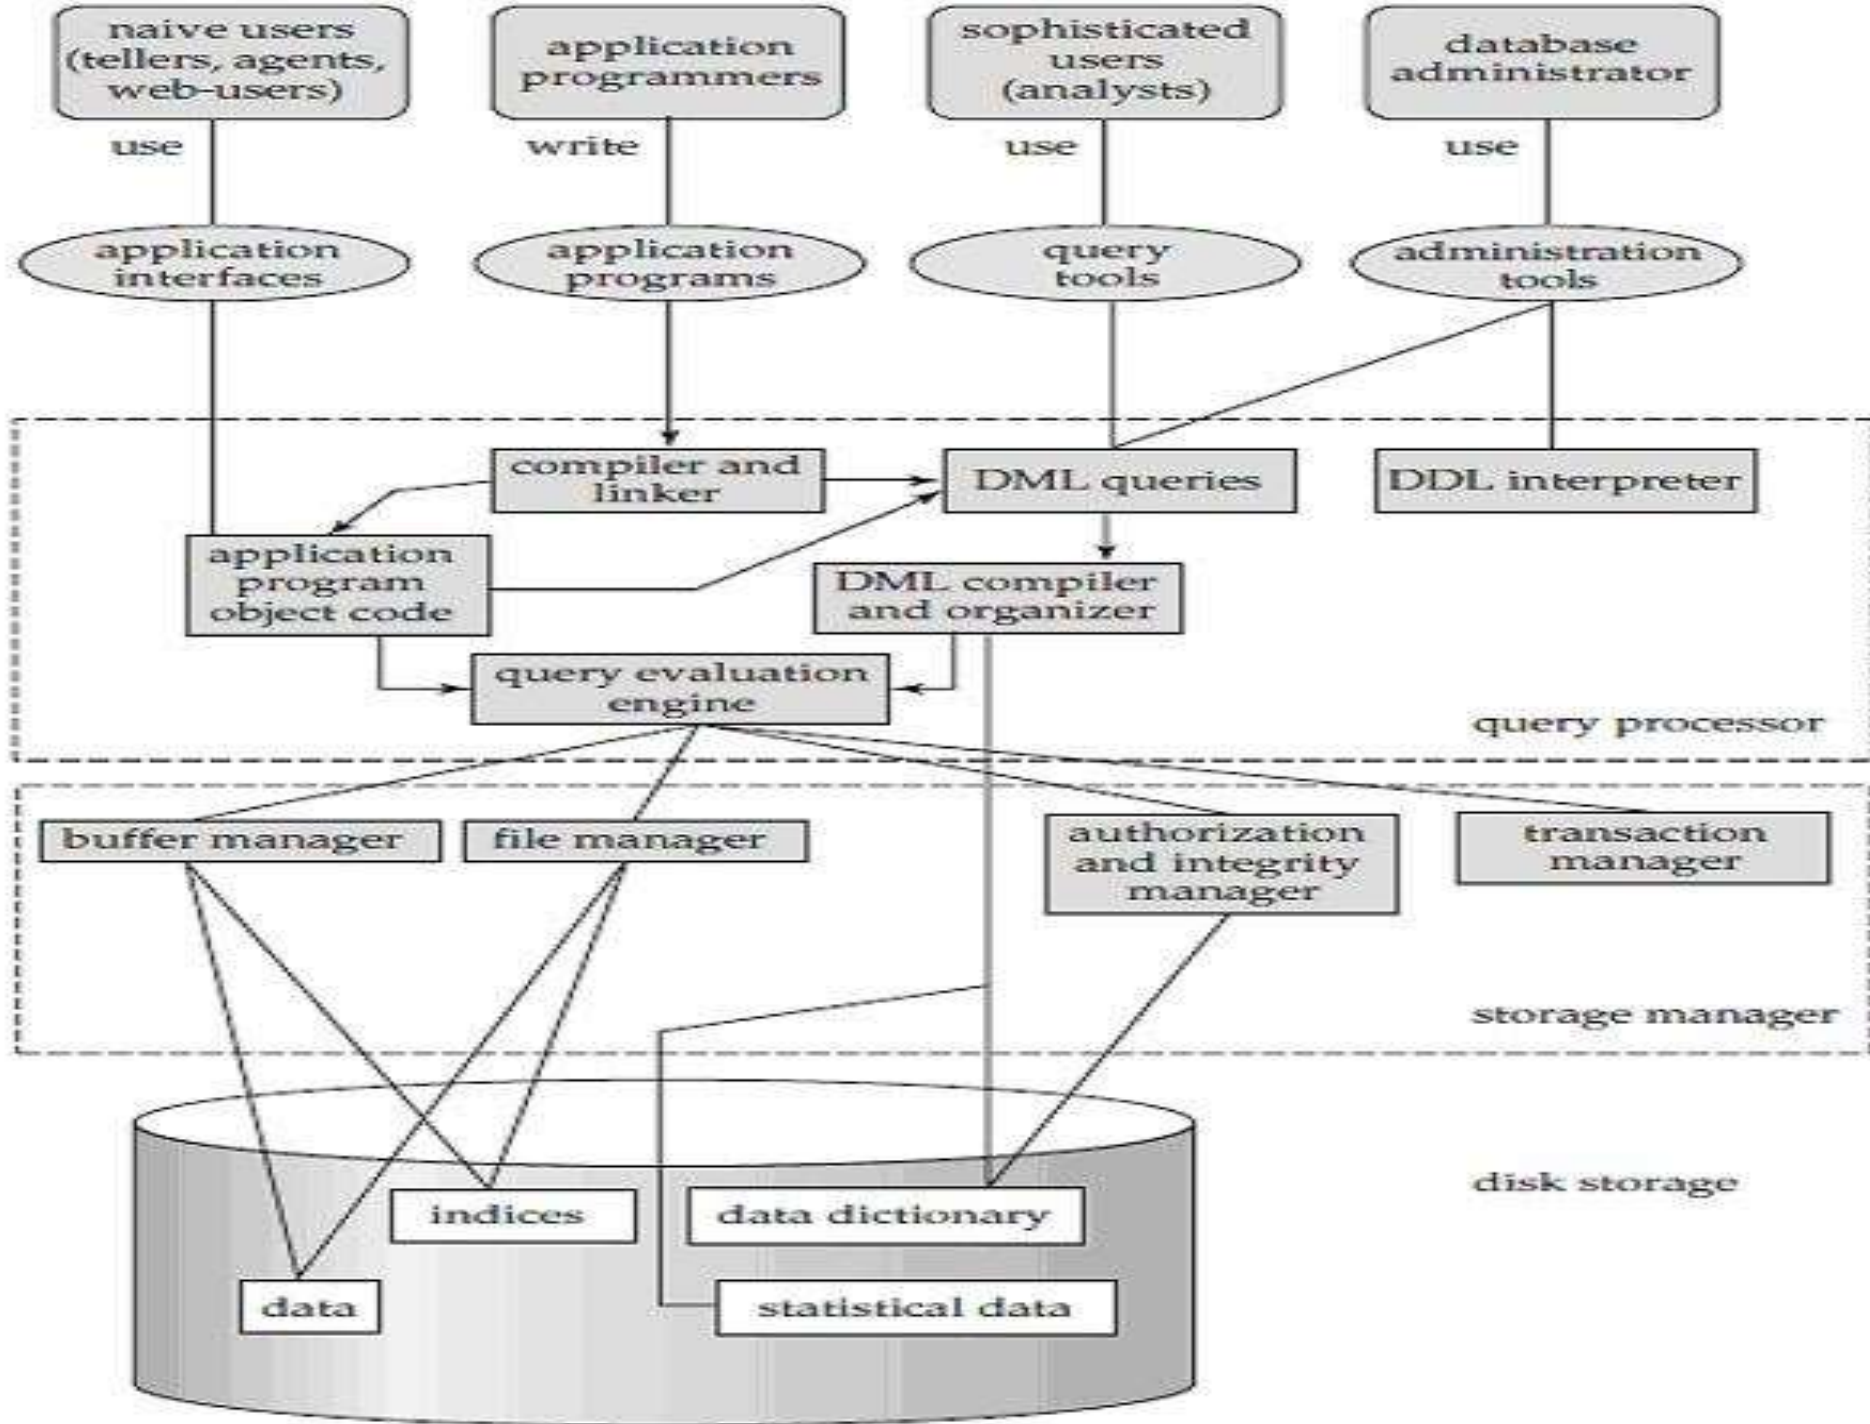 naive users
(tellers, agents,
web-users)
application
programmers
sophisticated
users
(analysts)
database
administrator
use
write
use
use
application
interfaces
application
programs
query
tools
administration
tools
compiler and
linker
DML queries
DDL interpreter
application
program
object code
DML compiler
and organizer
query evaluation
engine
query processor
buffer manager
file manager
authorization
and integrity
manager
transaction
manager
storage manager
disk storage
indices
data dictionary
data
statistical data